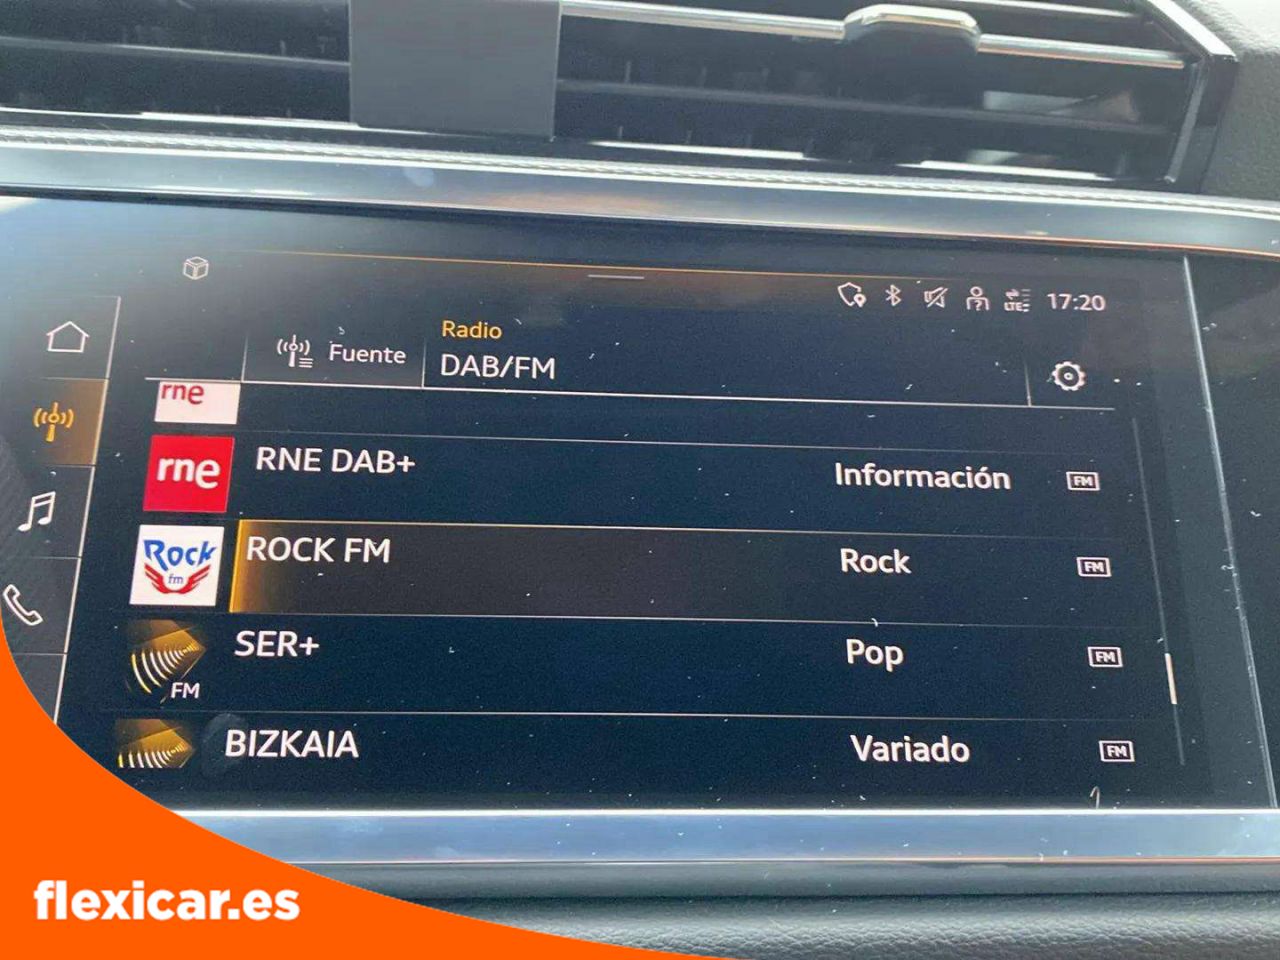 LTE 17:20
Radio
Fuente DAB/FM
rne
rne RNE DAB+ Información FM
Rock fm ROCK FM Rock FM
SER+ Pop FM
FM
BIZKAIA Variado FM
flexicar.es